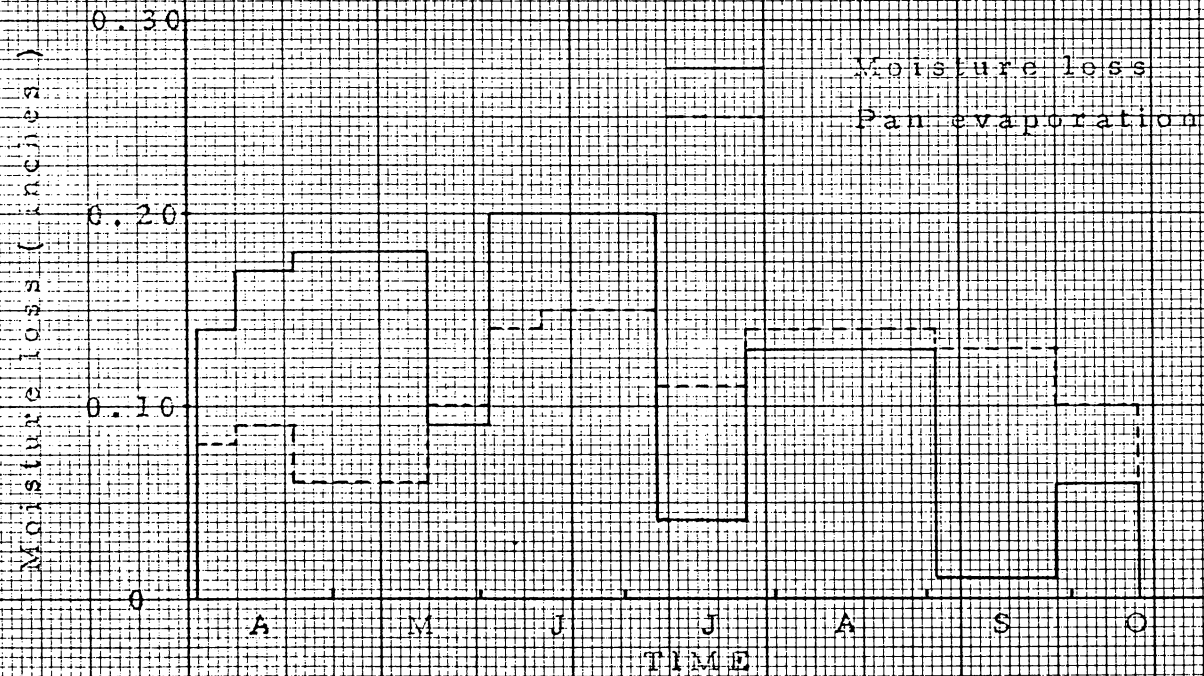 0.30
Moisture loss
Pan evaporation
0.20
0.10
0
Moisture loss (inches)
A M J J A S O
TIME